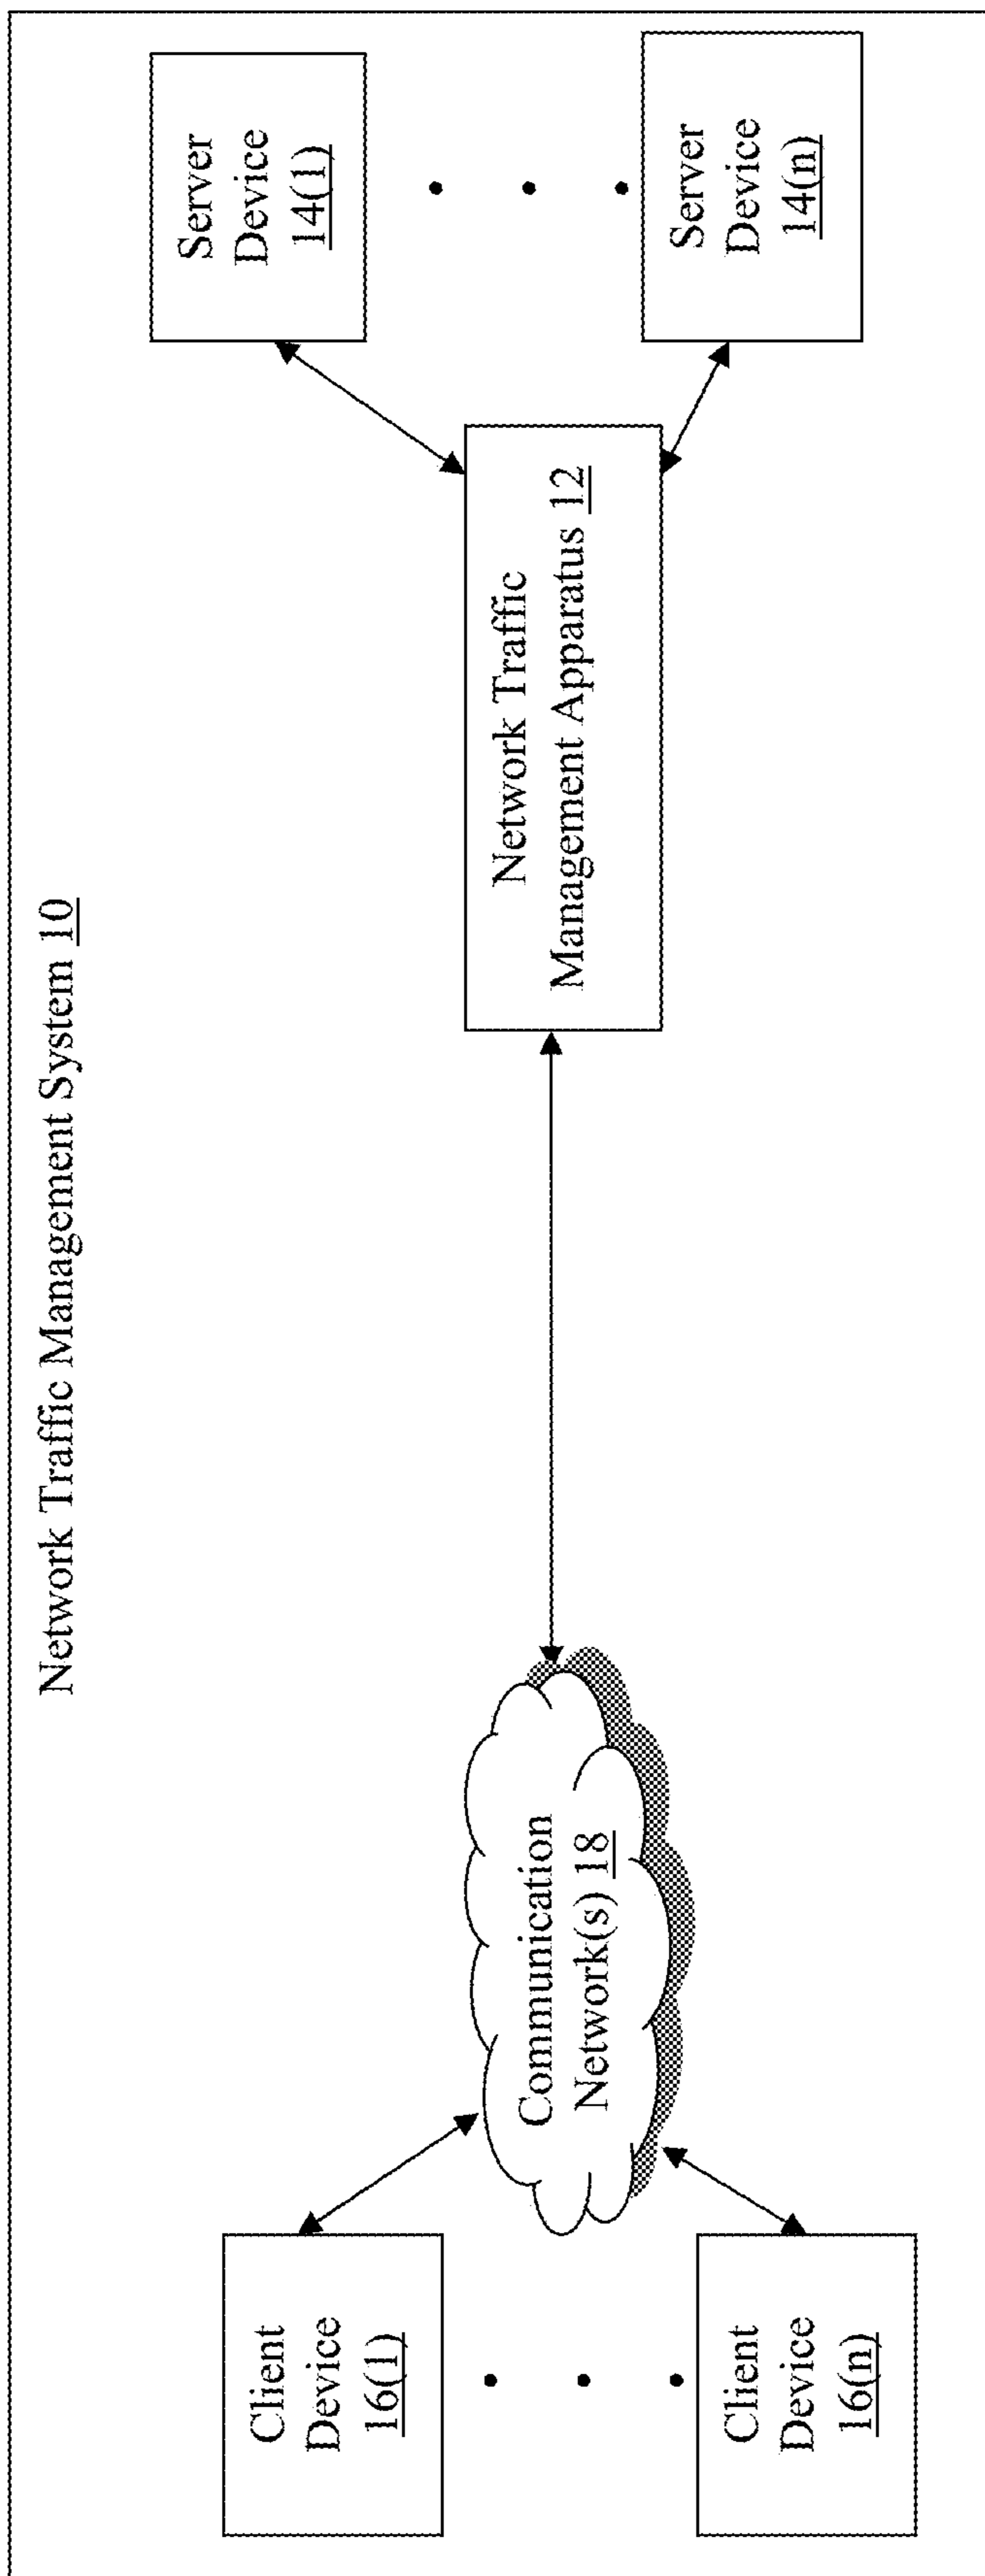 Network Traffic Management System 10
Client
Device
16(1)
Client
Device
16(n)
Communication
Network(s) 18
Network Traffic
Management Apparatus 12
Server
Device
14(1)
Server
Device
14(n)